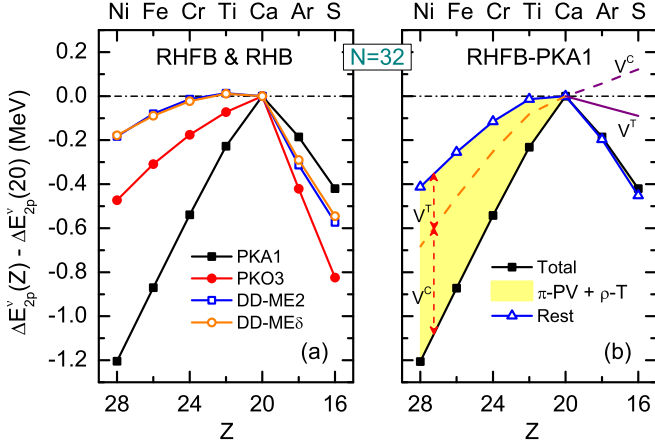 Ni Fe Cr Ti Ca Ar S
Ni Fe Cr Ti Ca Ar S
0.2
0.0
-0.2
-0.4
-0.6
-0.8
-1.0
-1.2
ΔE^ν_2p(Z) - ΔE^ν_2p(20) (MeV)
RHFB & RHB
N=32
RHFB-PKA1
PKA1
PKO3
DD-ME2
DD-MEδ
(a)
V^C
V^T
V^T
V^C
Total
π-PV + ρ-T
Rest
(b)
28 24 20 16
28 24 20 16
Z
Z